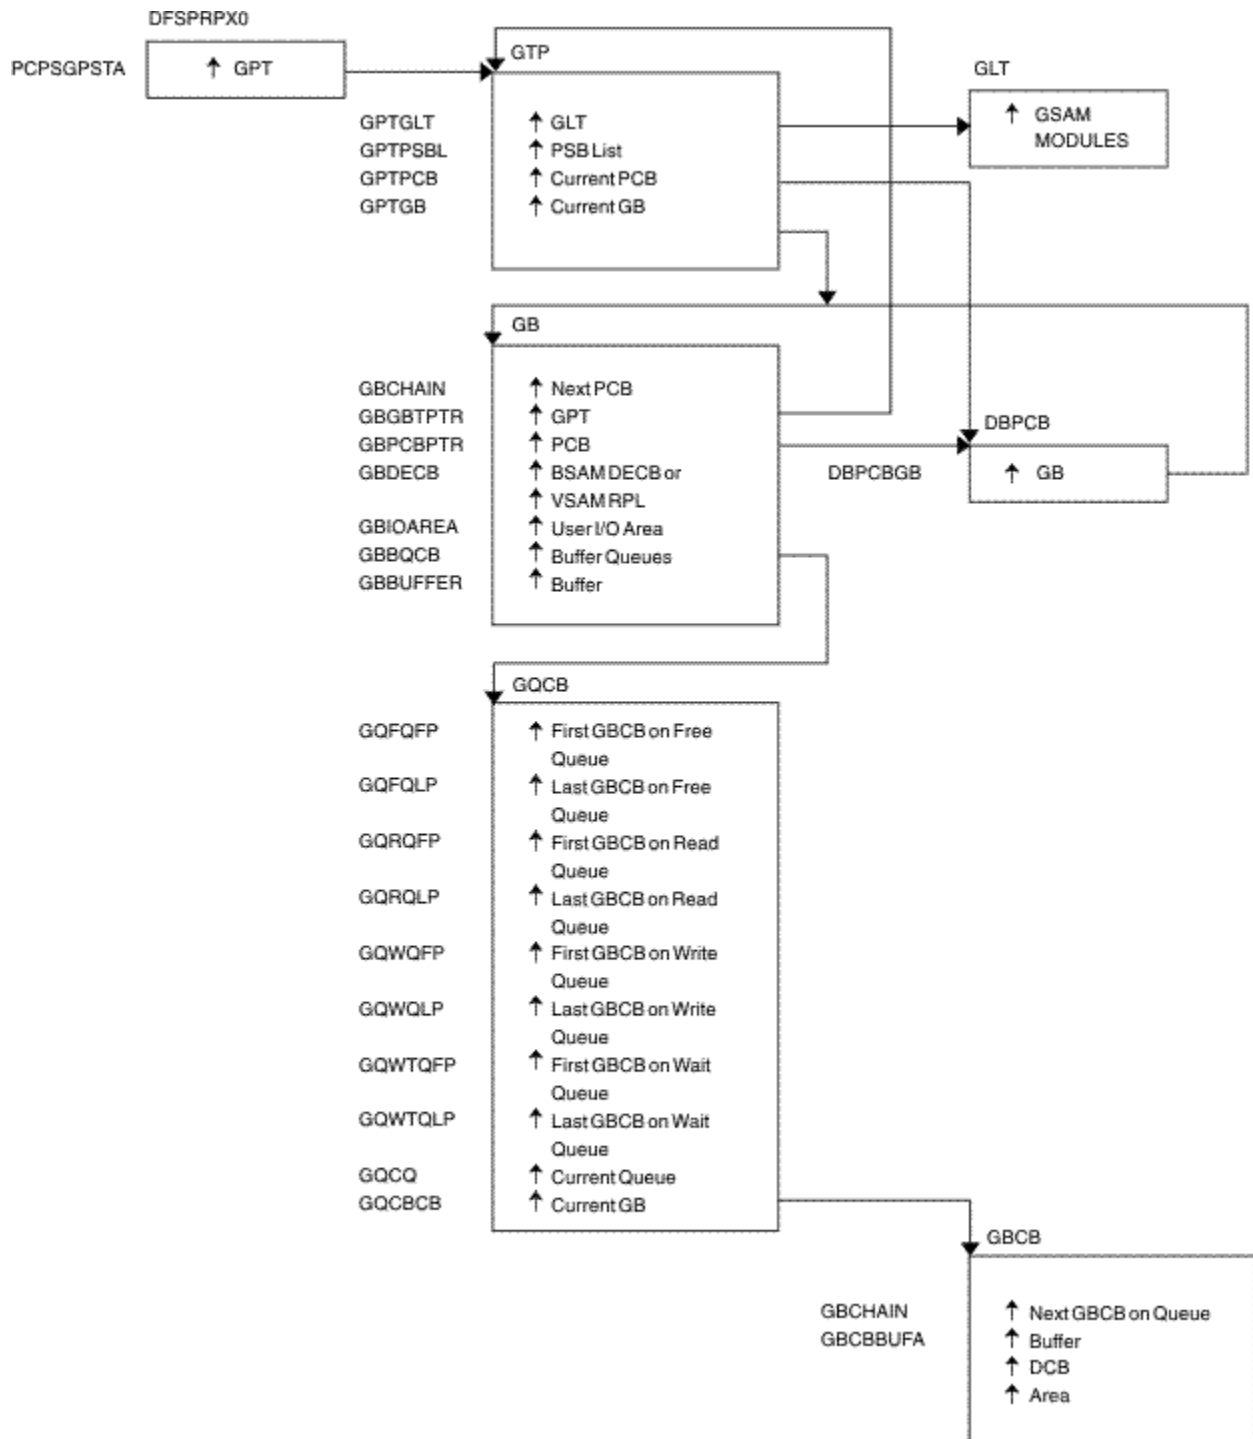 DFSPRPX0
PCPSGPSTA
↑ GPT
GTP
GPTGLT ↑ GLT
GPTPSBL ↑ PSB List
GPTPCB ↑ Current PCB
GPTGB ↑ Current GB
GLT
↑ GSAM
MODULES
GB
GBCHAIN ↑ Next PCB
GBGBTPTR ↑ GPT
GBPCBPTR ↑ PCB
GBDECB ↑ BSAM DECB or
↑ VSAM RPL
GBIOAREA ↑ User I/O Area
GBBQCB ↑ Buffer Queues
GBBUFFER ↑ Buffer
DBPCB
DBPCBGB ↑ GB
GQCB
GQFQFP ↑ First GBCB on Free
Queue
GQFQLP ↑ Last GBCB on Free
Queue
GQRQFP ↑ First GBCB on Read
Queue
GQRQLP ↑ Last GBCB on Read
Queue
GQWQFP ↑ First GBCB on Write
Queue
GQWQLP ↑ Last GBCB on Write
Queue
GQWTQFP ↑ First GBCB on Wait
Queue
GQWTQLP ↑ Last GBCB on Wait
Queue
GQCQ ↑ Current Queue
GQCBCB ↑ Current GB
GBCB
GBCHAIN ↑ Next GBCB on Queue
GBCBBUFA ↑ Buffer
↑ DCB
↑ Area